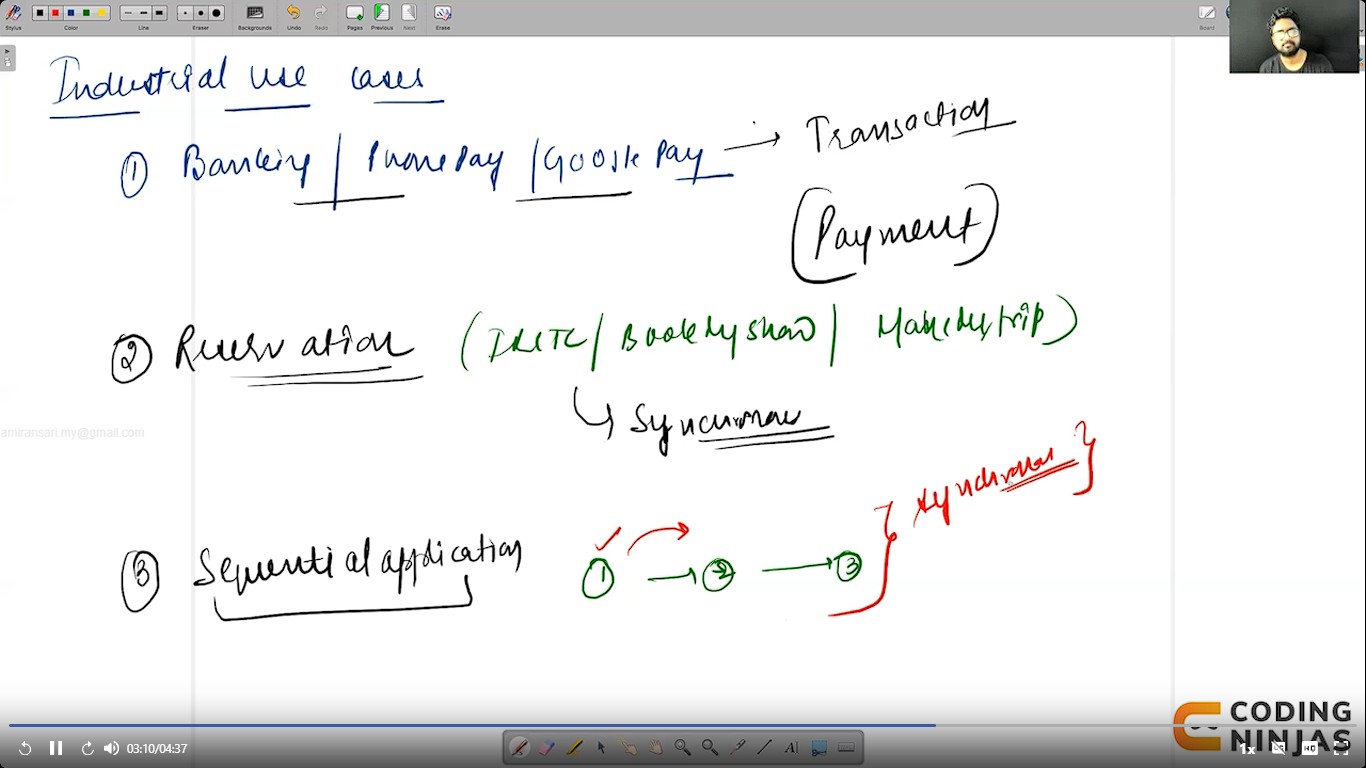 Stylus Color Line Eraser Backgrounds Undo Redo Pages Previous Next Erase Board
Industrial use cases
① Banking / PhonePay / Google Pay → Transaction
(Payment)
② Reservation (IRCTC / BookMyShow / MakeMytrip)
↳ Synchronous
amiransari.my@gmail.com
③ Sequential application ① → ② → ③ } Synchronous }
CODING
NINJAS
03:10/04:37
1x
HD